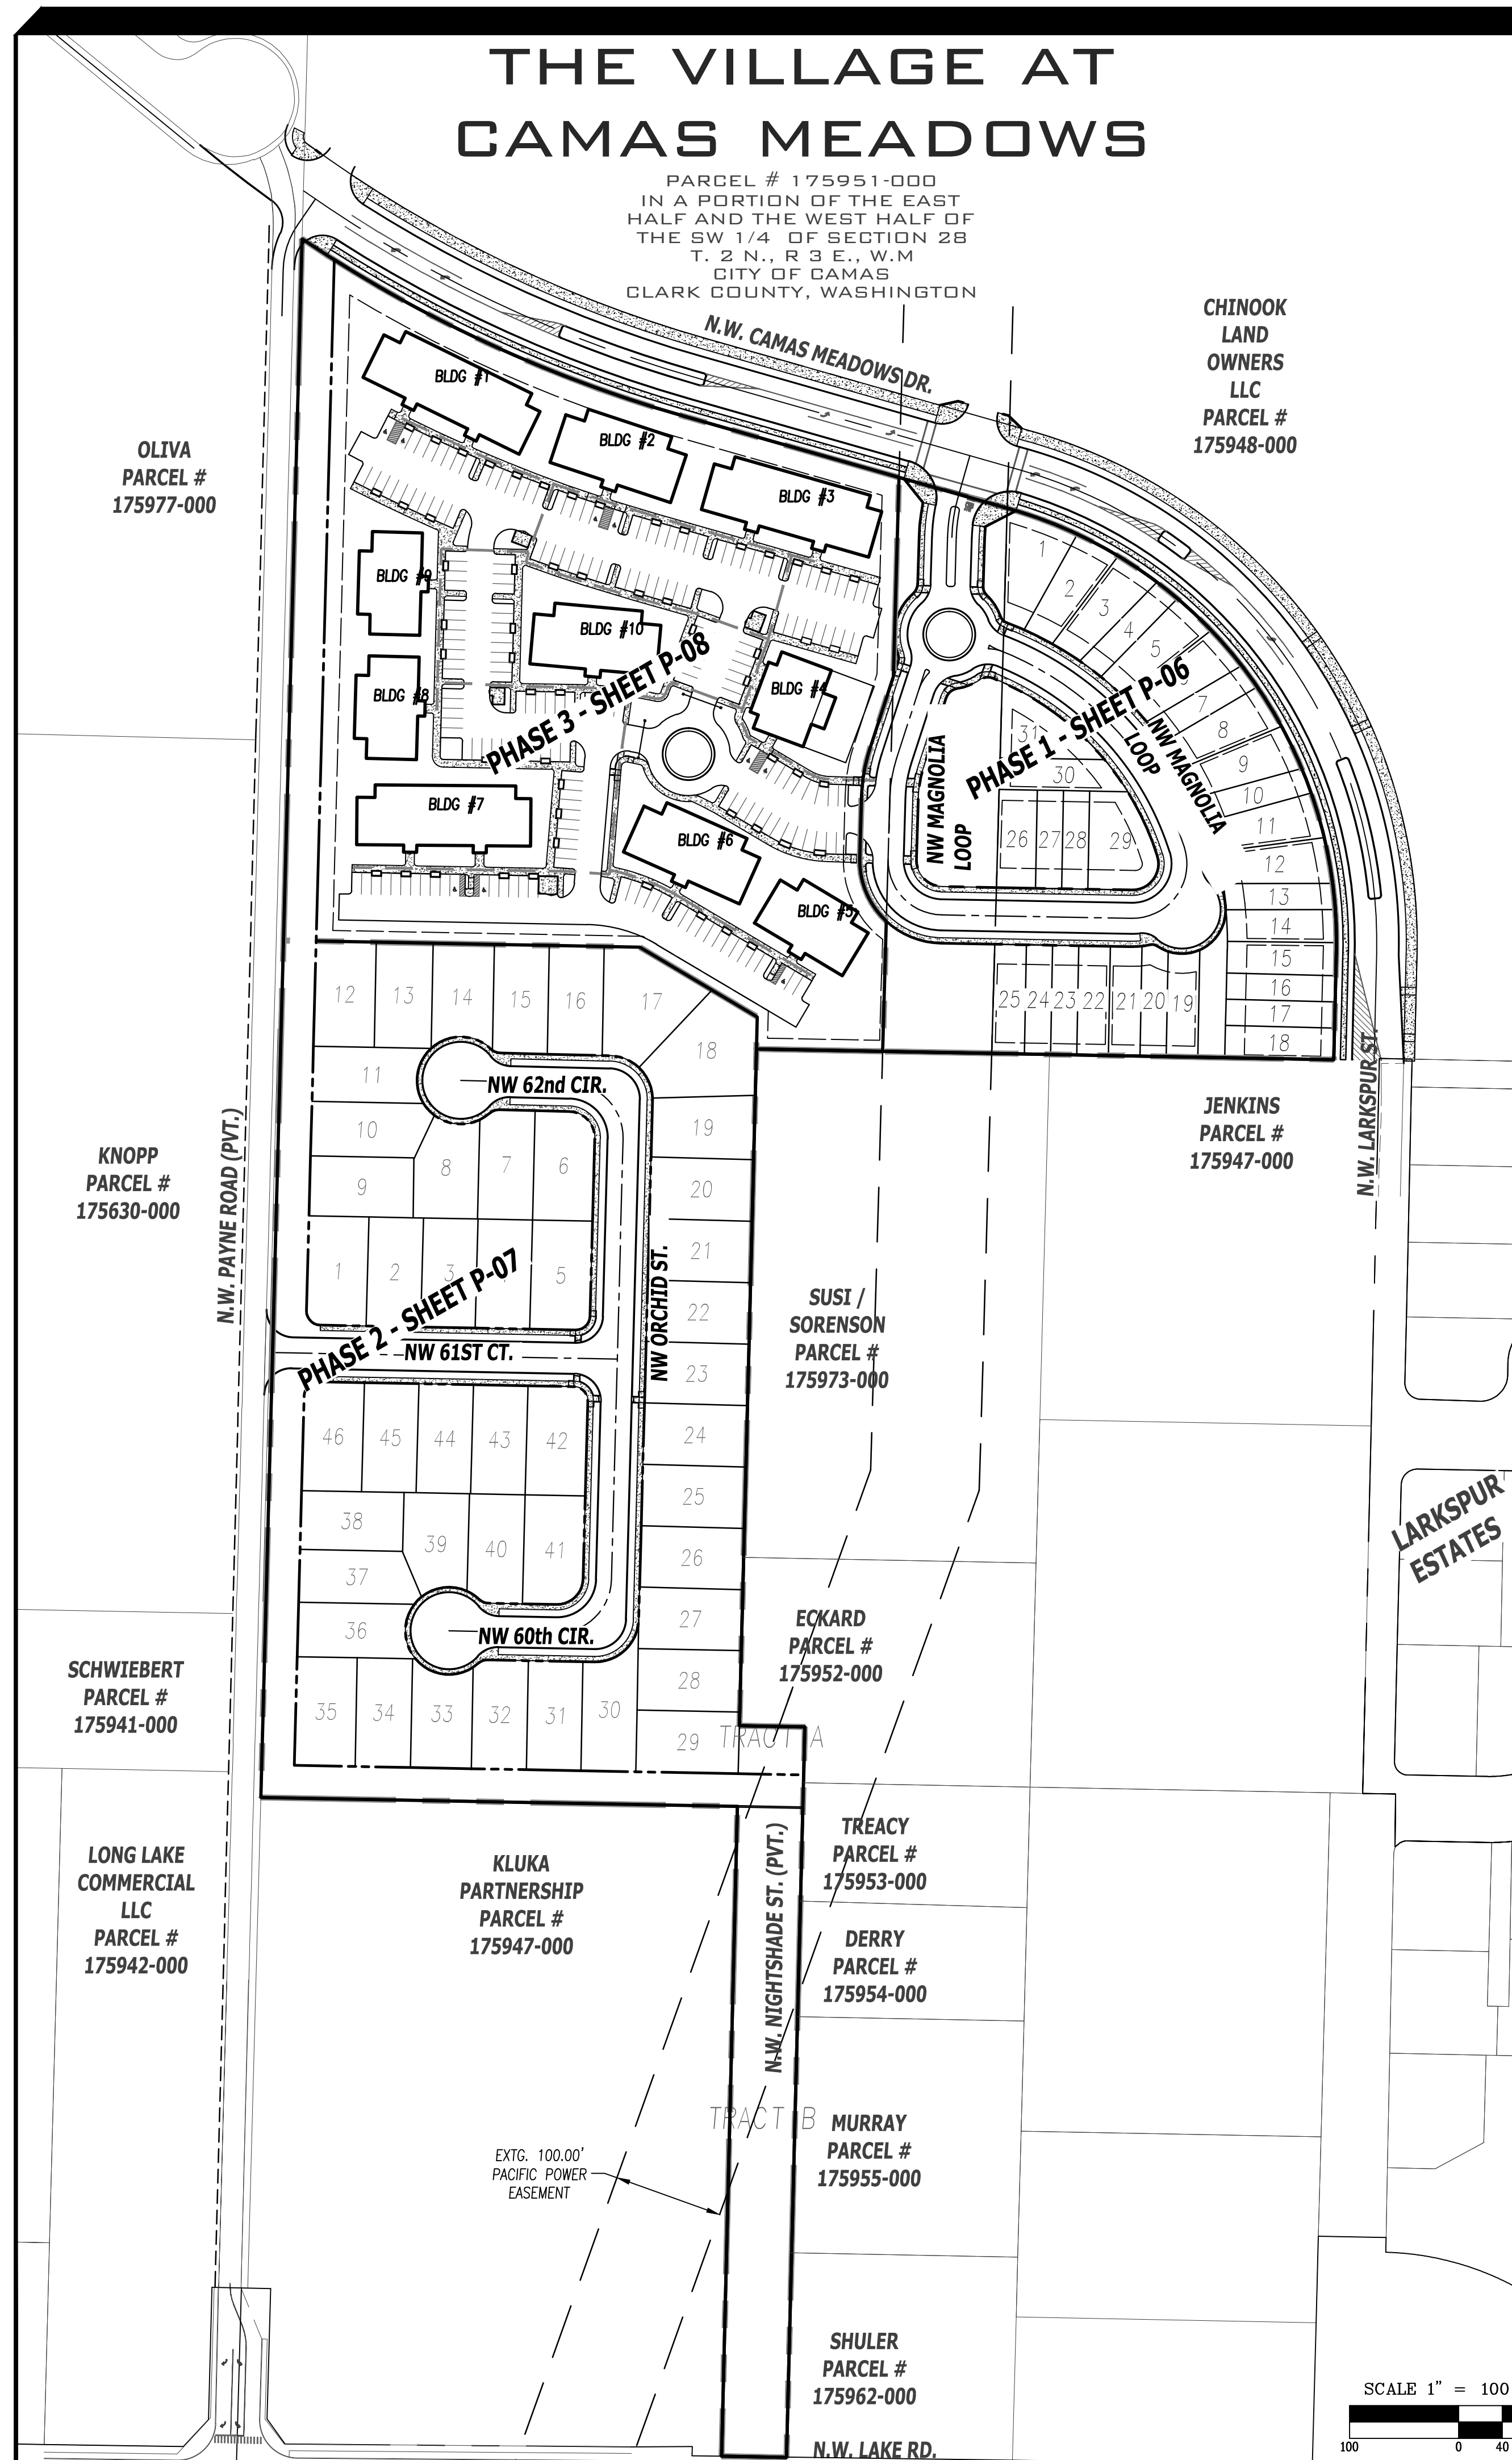 THE VILLAGE AT
CAMAS MEADOWS
PARCEL # 175951-000
IN A PORTION OF THE EAST
HALF AND THE WEST HALF OF
THE SW 1/4 OF SECTION 28
T. 2 N., R 3 E., W.M
CITY OF CAMAS
CLARK COUNTY, WASHINGTON
N.W. CAMAS MEADOWS DR.
CHINOOK
LAND
OWNERS
LLC
PARCEL #
175948-000
OLIVA
PARCEL #
175977-000
BLDG #1
BLDG #2
BLDG #3
BLDG #9
BLDG #10
BLDG #8
BLDG #4
BLDG #7
BLDG #6
BLDG #5
PHASE 3 - SHEET P-08
PHASE 1 - SHEET P-06
NW MAGNOLIA
LOOP
NW MAGNOLIA
LOOP
1
2
3
4
5
7
8
9
10
11
12
13
14
15
16
17
18
31
30
26
27
28
29
25
24
23
22
21
20
19
12
13
14
15
16
17
18
11
NW 62nd CIR.
10
9
8
7
6
19
20
21
22
23
24
25
26
27
28
29
1
2
3
5
PHASE 2 - SHEET P-07
NW 61ST CT.
NW ORCHID ST.
46
45
44
43
42
38
39
40
41
37
36
NW 60th CIR.
35
34
33
32
31
30
TRACT A
KNOPP
PARCEL #
175630-000
N.W. PAYNE ROAD (PVT.)
JENKINS
PARCEL #
175947-000
N.W. LARKSPUR ST.
SUSI /
SORENSON
PARCEL #
175973-000
LARKSPUR
ESTATES
ECKARD
PARCEL #
175952-000
SCHWIEBERT
PARCEL #
175941-000
LONG LAKE
COMMERCIAL
LLC
PARCEL #
175942-000
KLUKA
PARTNERSHIP
PARCEL #
175947-000
N.W. NIGHTSHADE ST. (PVT.)
TREACY
PARCEL #
175953-000
DERRY
PARCEL #
175954-000
TRACT B
MURRAY
PARCEL #
175955-000
EXTG. 100.00'
PACIFIC POWER
EASEMENT
SHULER
PARCEL #
175962-000
N.W. LAKE RD.
SCALE 1" = 100
100 0 40